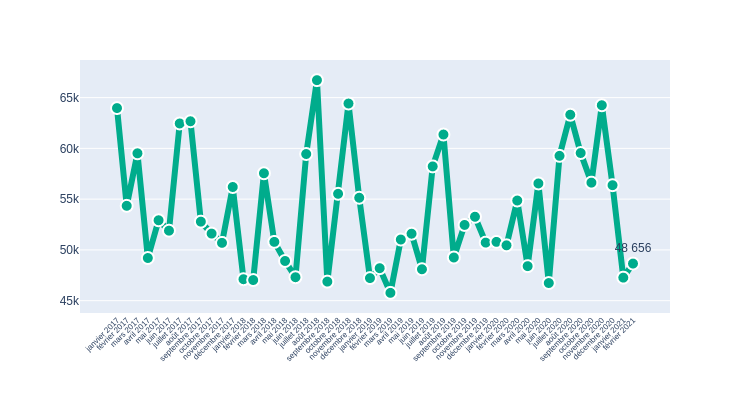 65k
60k
55k
50k
45k
48 656
janvier 2017
février 2017
mars 2017
avril 2017
mai 2017
juin 2017
juillet 2017
août 2017
septembre 2017
octobre 2017
novembre 2017
décembre 2017
janvier 2018
février 2018
mars 2018
avril 2018
mai 2018
juin 2018
juillet 2018
août 2018
septembre 2018
octobre 2018
novembre 2018
décembre 2018
janvier 2019
février 2019
mars 2019
avril 2019
mai 2019
juin 2019
juillet 2019
août 2019
septembre 2019
octobre 2019
novembre 2019
décembre 2019
janvier 2020
février 2020
mars 2020
avril 2020
mai 2020
juin 2020
juillet 2020
août 2020
septembre 2020
octobre 2020
novembre 2020
décembre 2020
janvier 2021
février 2021